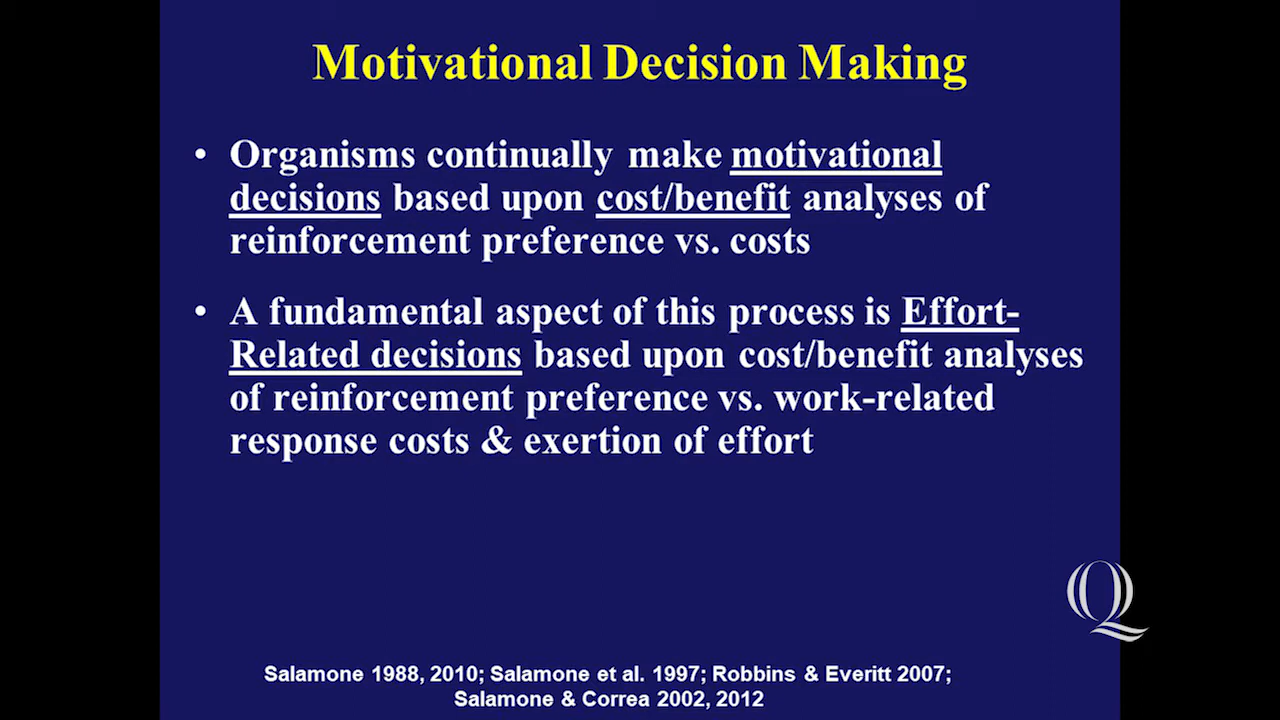 Motivational Decision Making
• Organisms continually make motivational
decisions based upon cost/benefit analyses of
reinforcement preference vs. costs
• A fundamental aspect of this process is Effort-
Related decisions based upon cost/benefit analyses
of reinforcement preference vs. work-related
response costs & exertion of effort
Q
Salamone 1988, 2010; Salamone et al. 1997; Robbins & Everitt 2007;
Salamone & Correa 2002, 2012